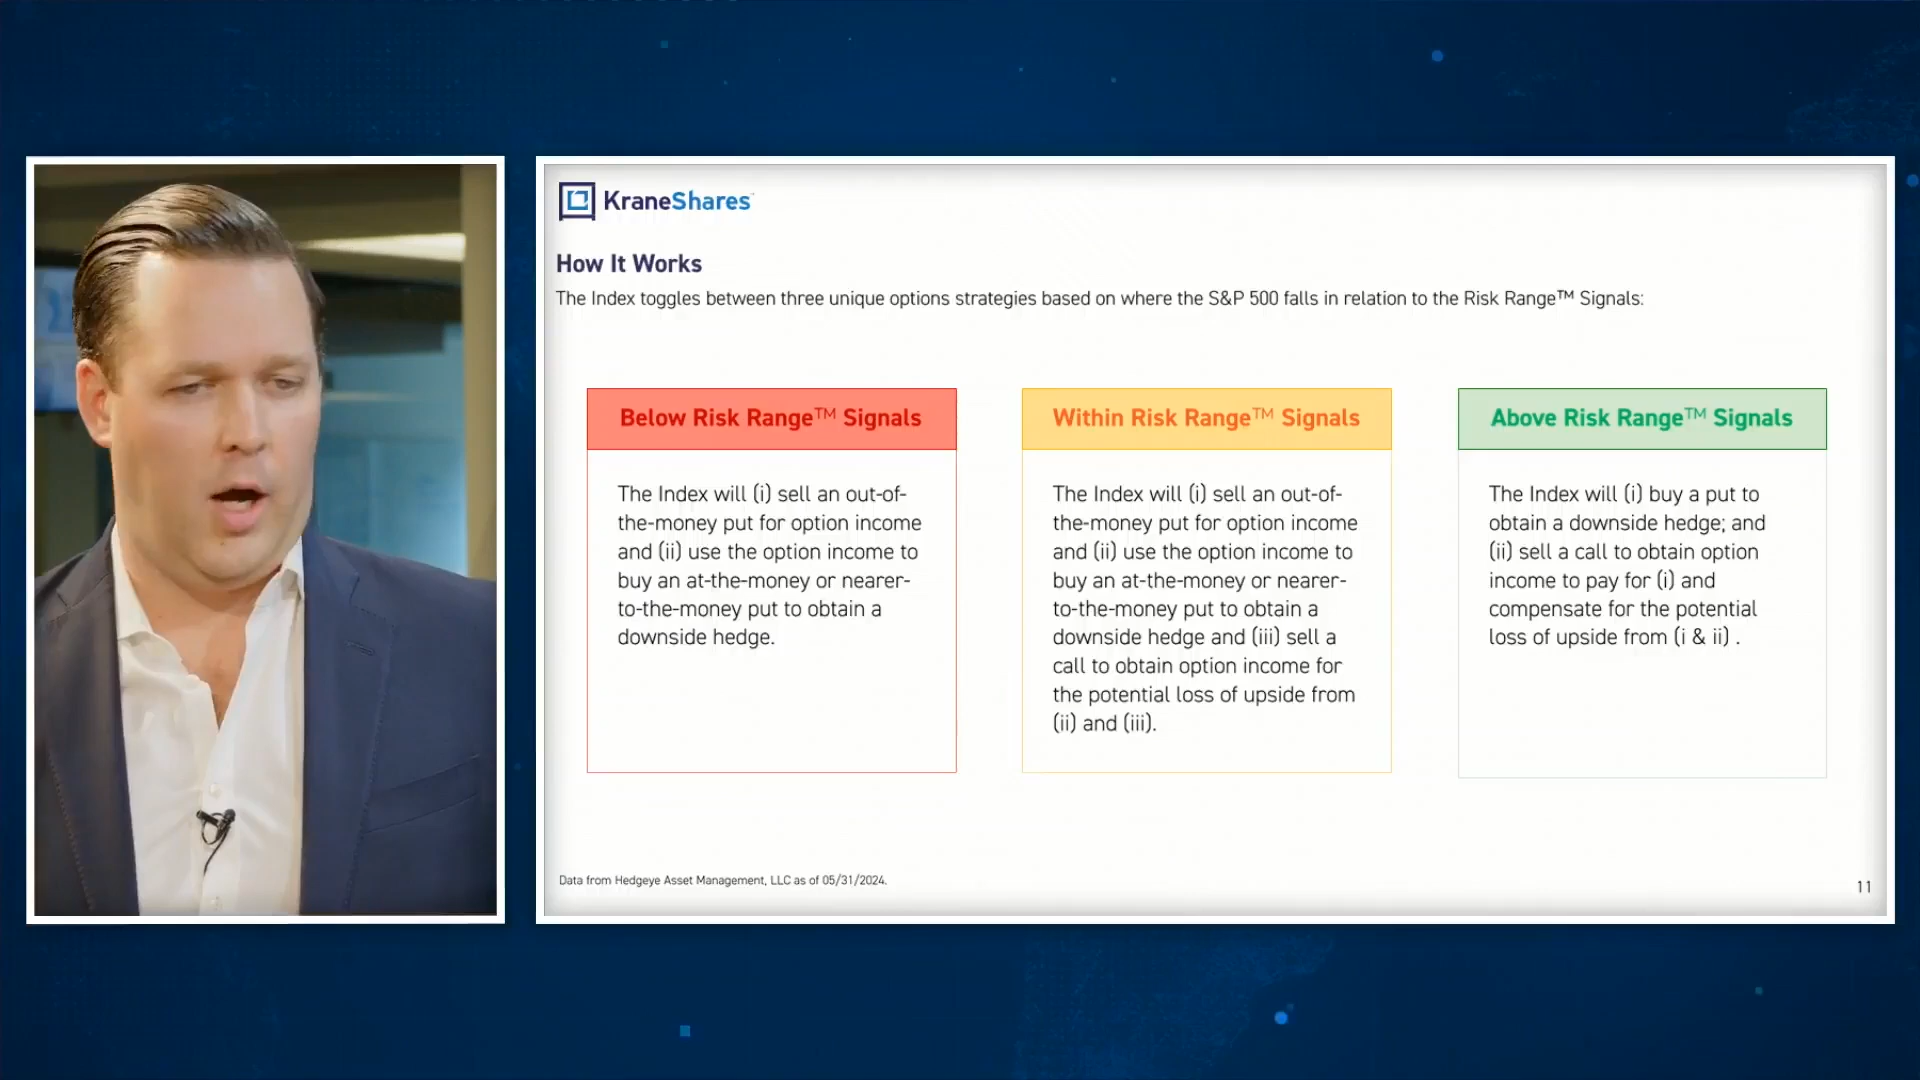 KraneShares
How It Works
The Index toggles between three unique options strategies based on where the S&P 500 falls in relation to the Risk Range™ Signals:
Below Risk Range™ Signals
The Index will (i) sell an out-of-
the-money put for option income
and (ii) use the option income to
buy an at-the-money or nearer-
to-the-money put to obtain a
downside hedge.
Within Risk Range™ Signals
The Index will (i) sell an out-of-
the-money put for option income
and (ii) use the option income to
buy an at-the-money or nearer-
to-the-money put to obtain a
downside hedge and (iii) sell a
call to obtain option income for
the potential loss of upside from
(ii) and (iii).
Above Risk Range™ Signals
The Index will (i) buy a put to
obtain a downside hedge; and
(ii) sell a call to obtain option
income to pay for (i) and
compensate for the potential
loss of upside from (i & ii) .
Data from Hedgeye Asset Management, LLC as of 05/31/2024.
11